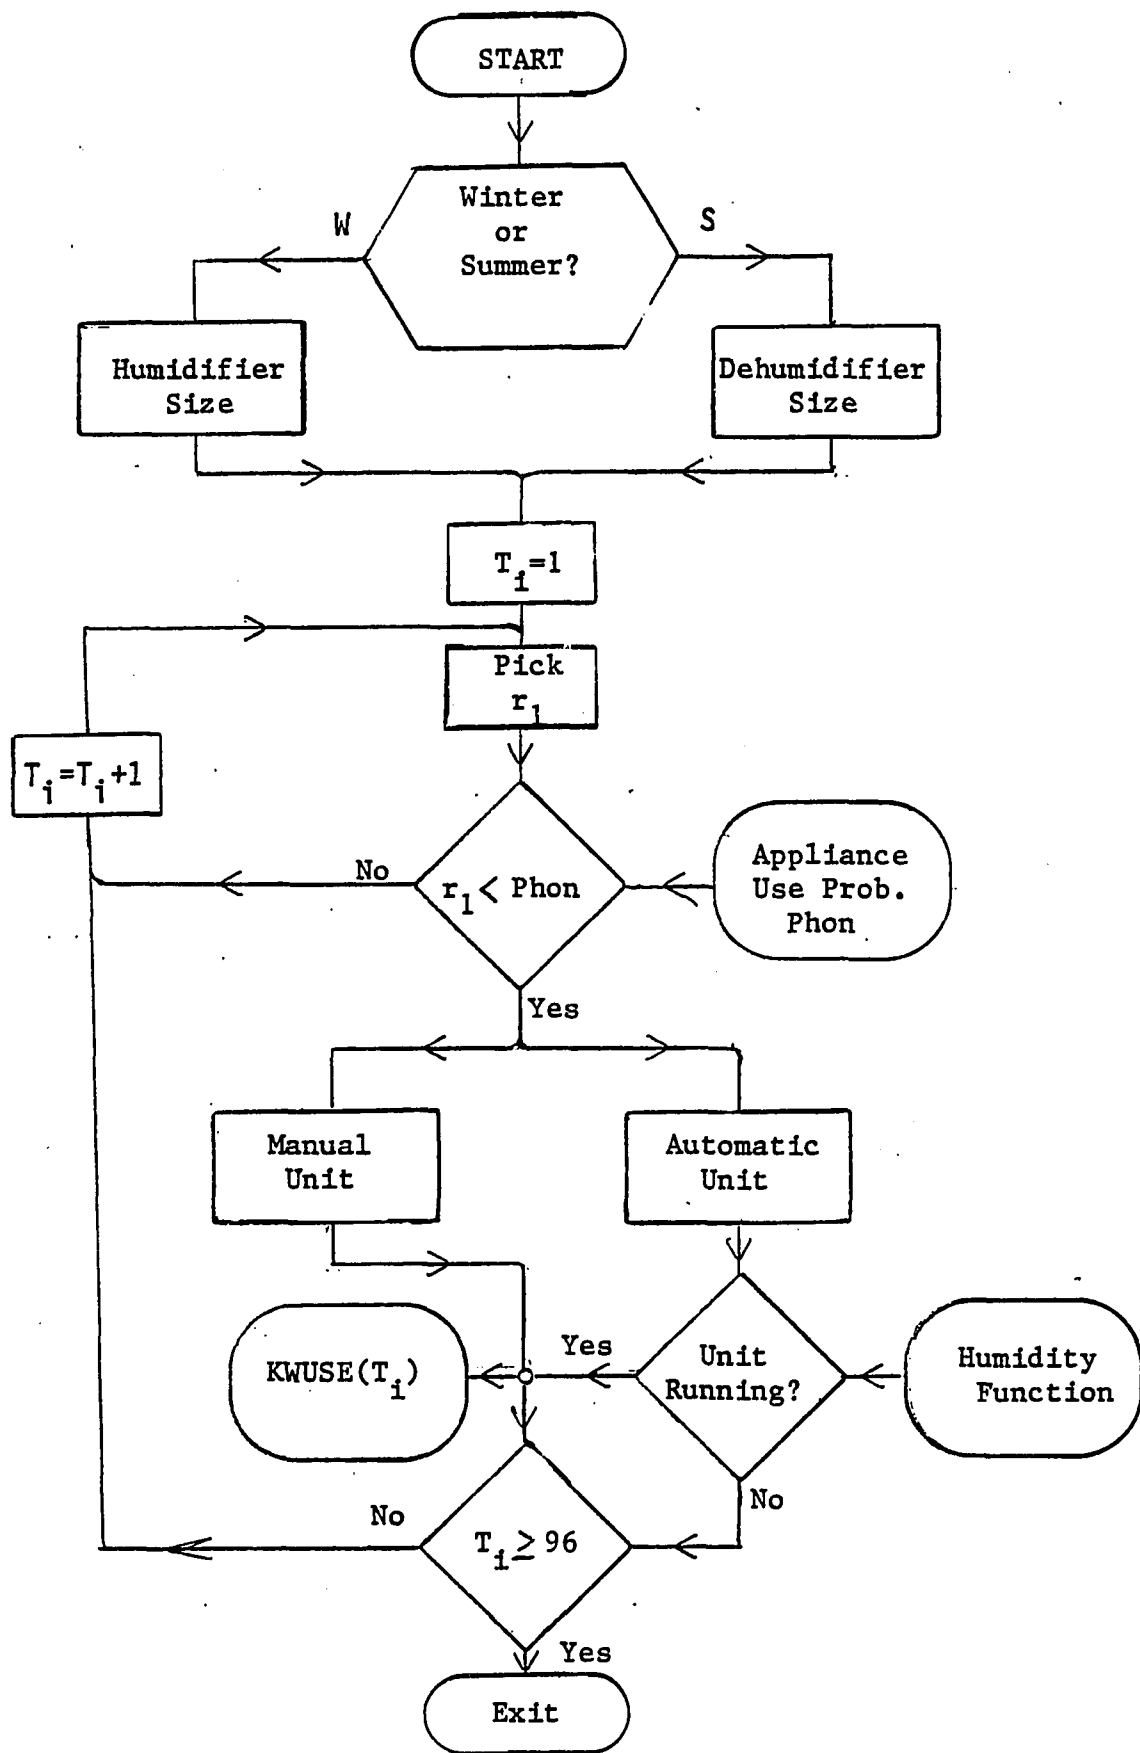 START
Winter
or
Summer?
W
S
Humidifier
Size
Dehumidifier
Size
T_i=1
Pick
r_1
T_i=T_i+1
No
r_1 < Phon
Appliance
Use Prob.
Phon
Yes
Manual
Unit
Automatic
Unit
KWUSE(T_i)
Yes
Unit
Running?
Humidity
Function
No
No
T_i ≥ 96
Yes
Exit